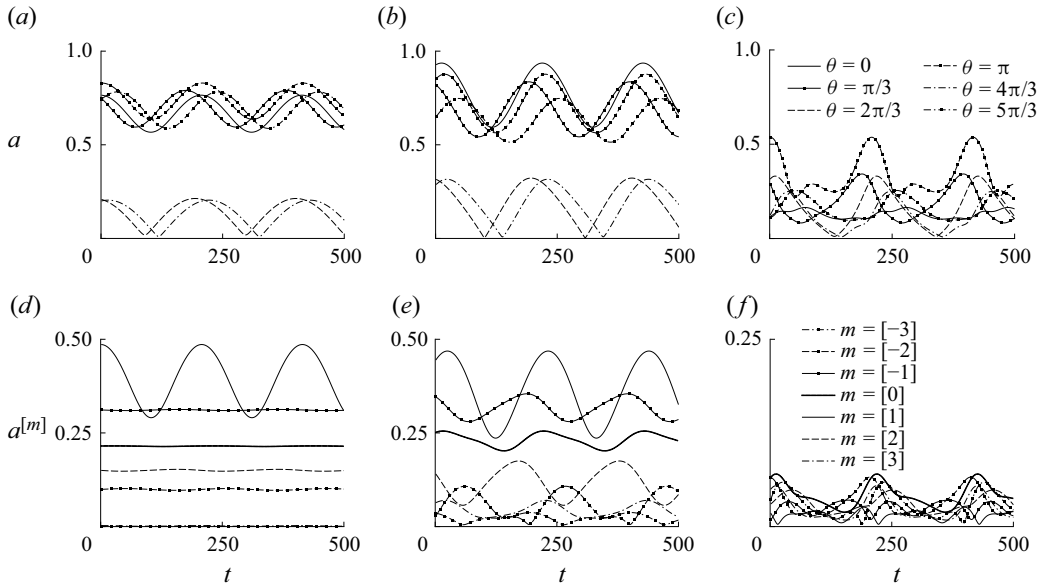 (a)
(b)
(c)
1.0
1.0
1.0
θ = 0
θ = π
θ = π/3
θ = 4π/3
θ = 2π/3
θ = 5π/3
a
0.5
0.5
0.5
0
250
500
0
250
500
0
250
500
(d)
(e)
(f)
0.50
0.50
0.25
m = [−3]
m = [−2]
m = [−1]
m = [0]
m = [1]
m = [2]
m = [3]
a[m]
0.25
0.25
0
250
500
0
250
500
0
250
500
t
t
t